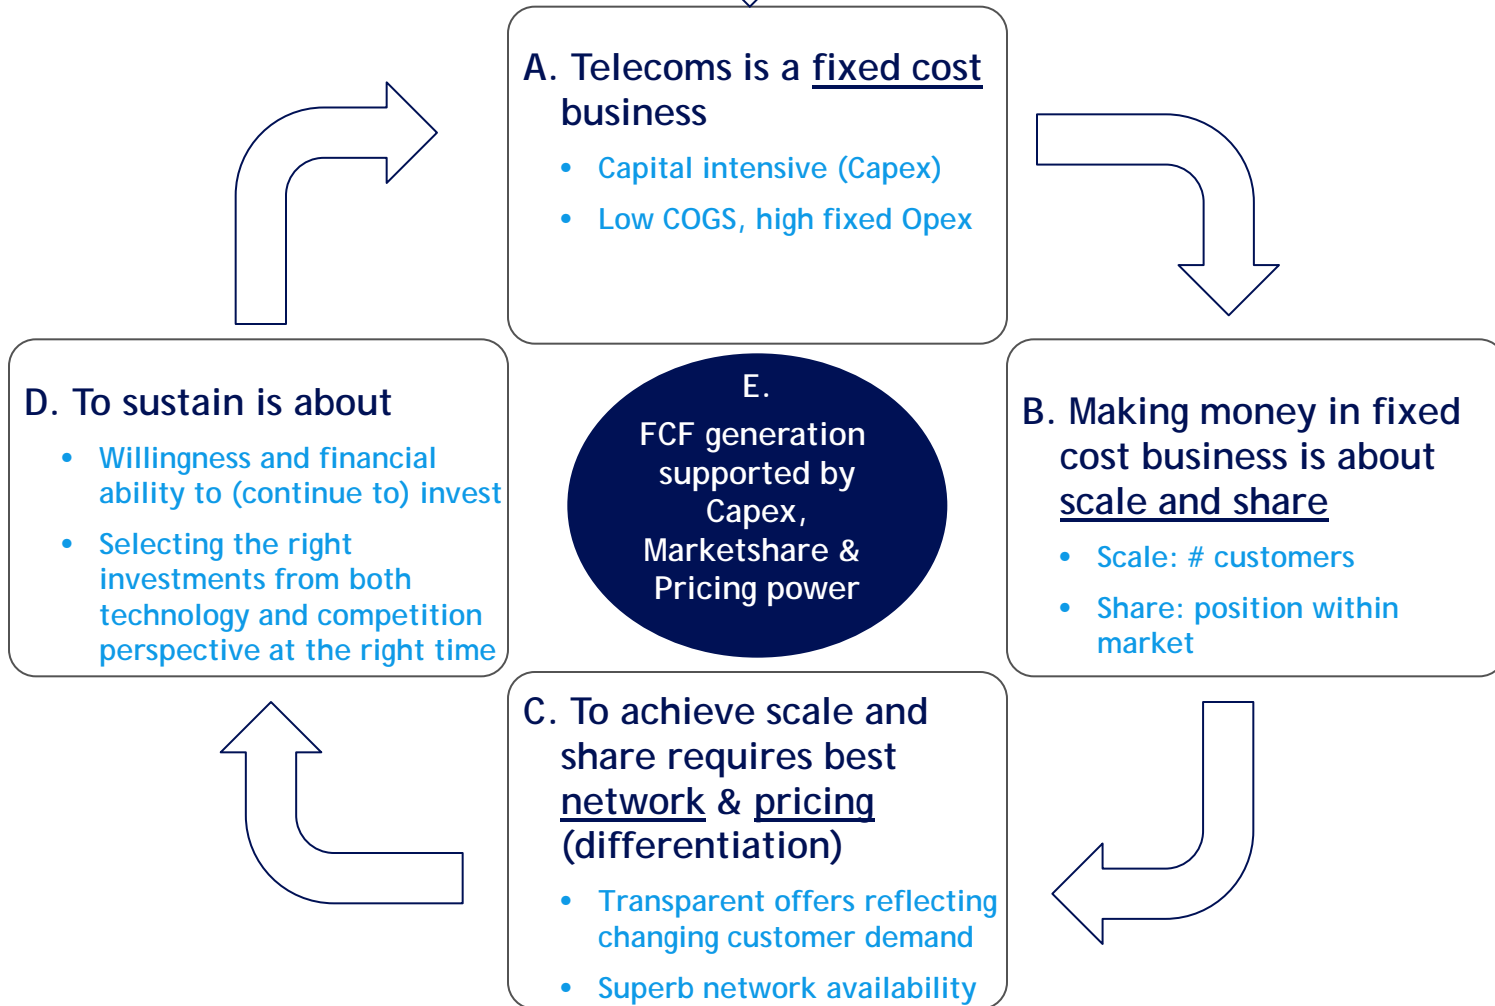 A. Telecoms is a fixed cost
business
• Capital intensive (Capex)
• Low COGS, high fixed Opex
B. Making money in fixed
cost business is about
scale and share
• Scale: # customers
• Share: position within
market
C. To achieve scale and
share requires best
network & pricing
(differentiation)
• Transparent offers reflecting
changing customer demand
• Superb network availability
D. To sustain is about
• Willingness and financial
ability to (continue to) invest
• Selecting the right
investments from both
technology and competition
perspective at the right time
E.
FCF generation
supported by
Capex,
Marketshare &
Pricing power